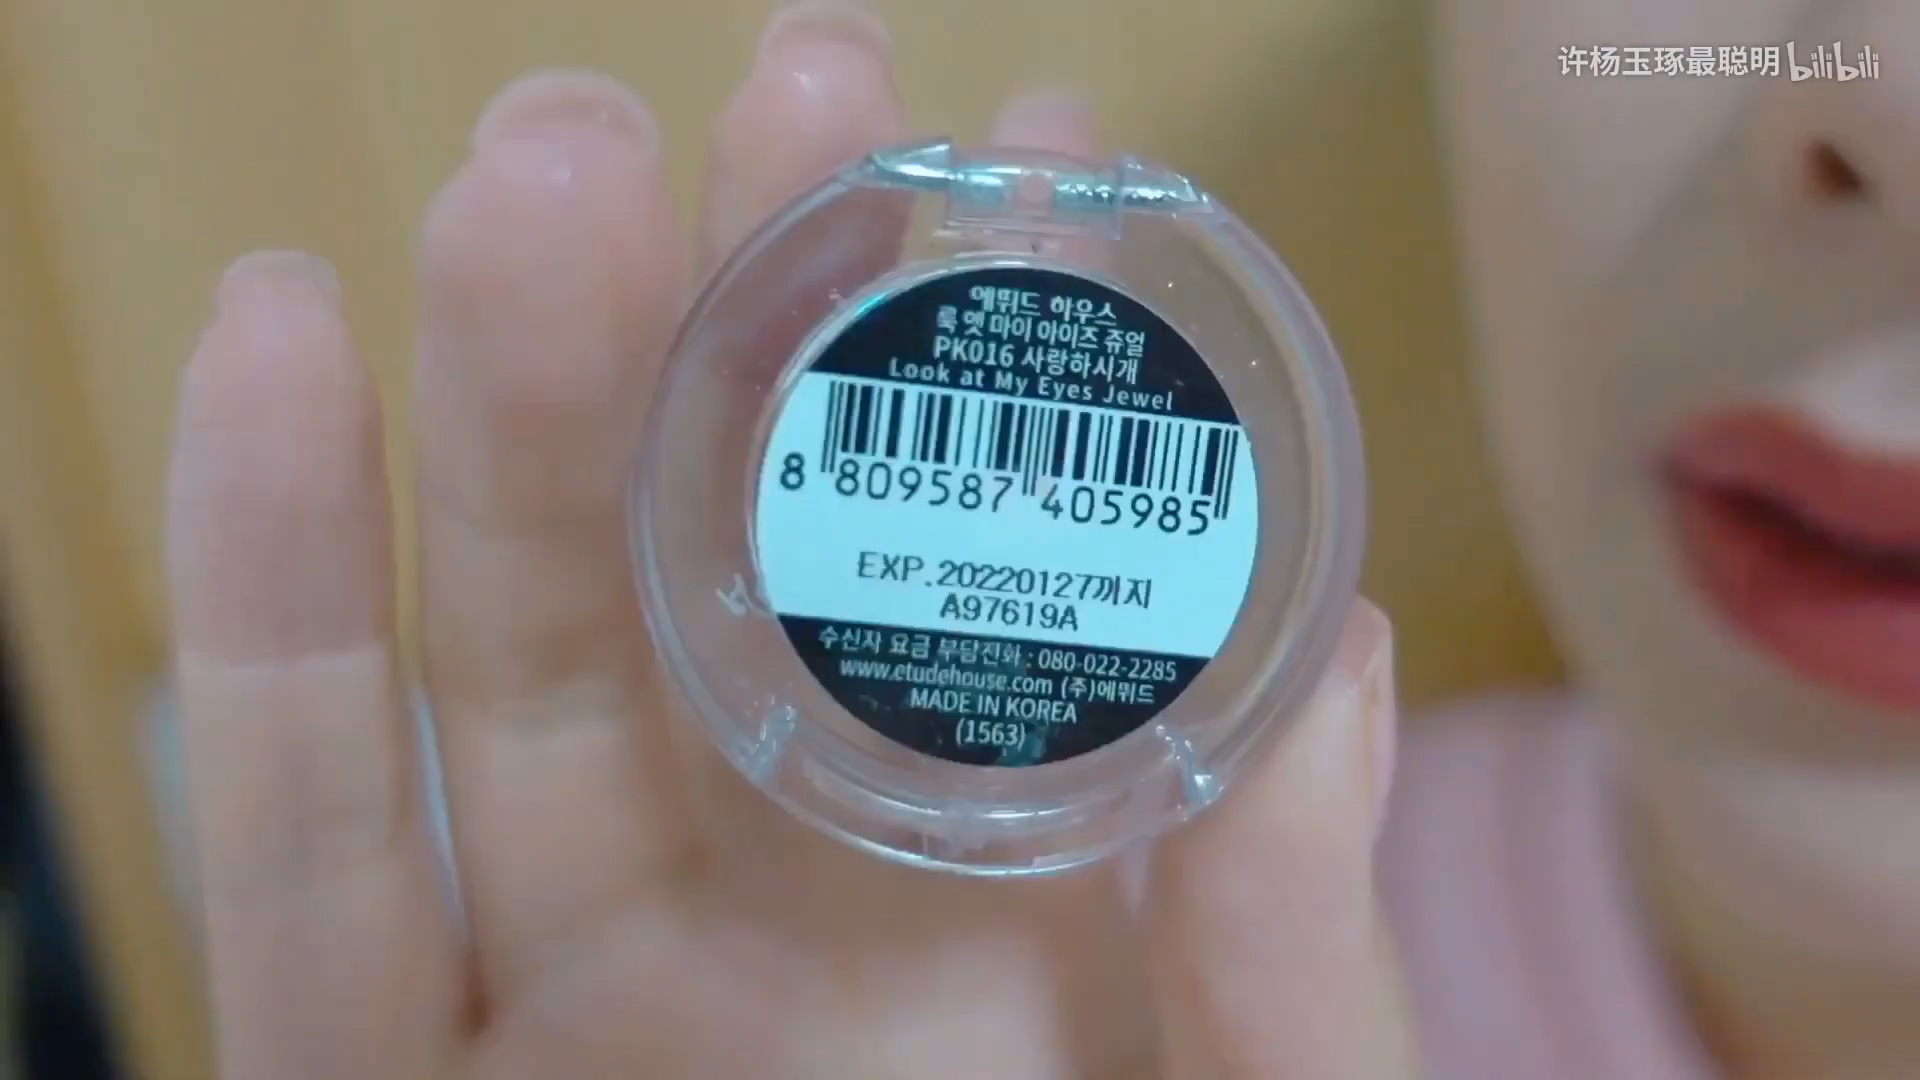 许杨玉琢最聪明 bilibili
에뛰드 하우스
룩 앳 마이 아이즈 쥬얼
PK016 사랑하시개
Look at My Eyes Jewel
8 809587 405985
EXP.20220127까지
A97619A
수신자 요금 부담전화 : 080-022-2285
www.etudehouse.com (주)에뛰드
MADE IN KOREA
(1563)